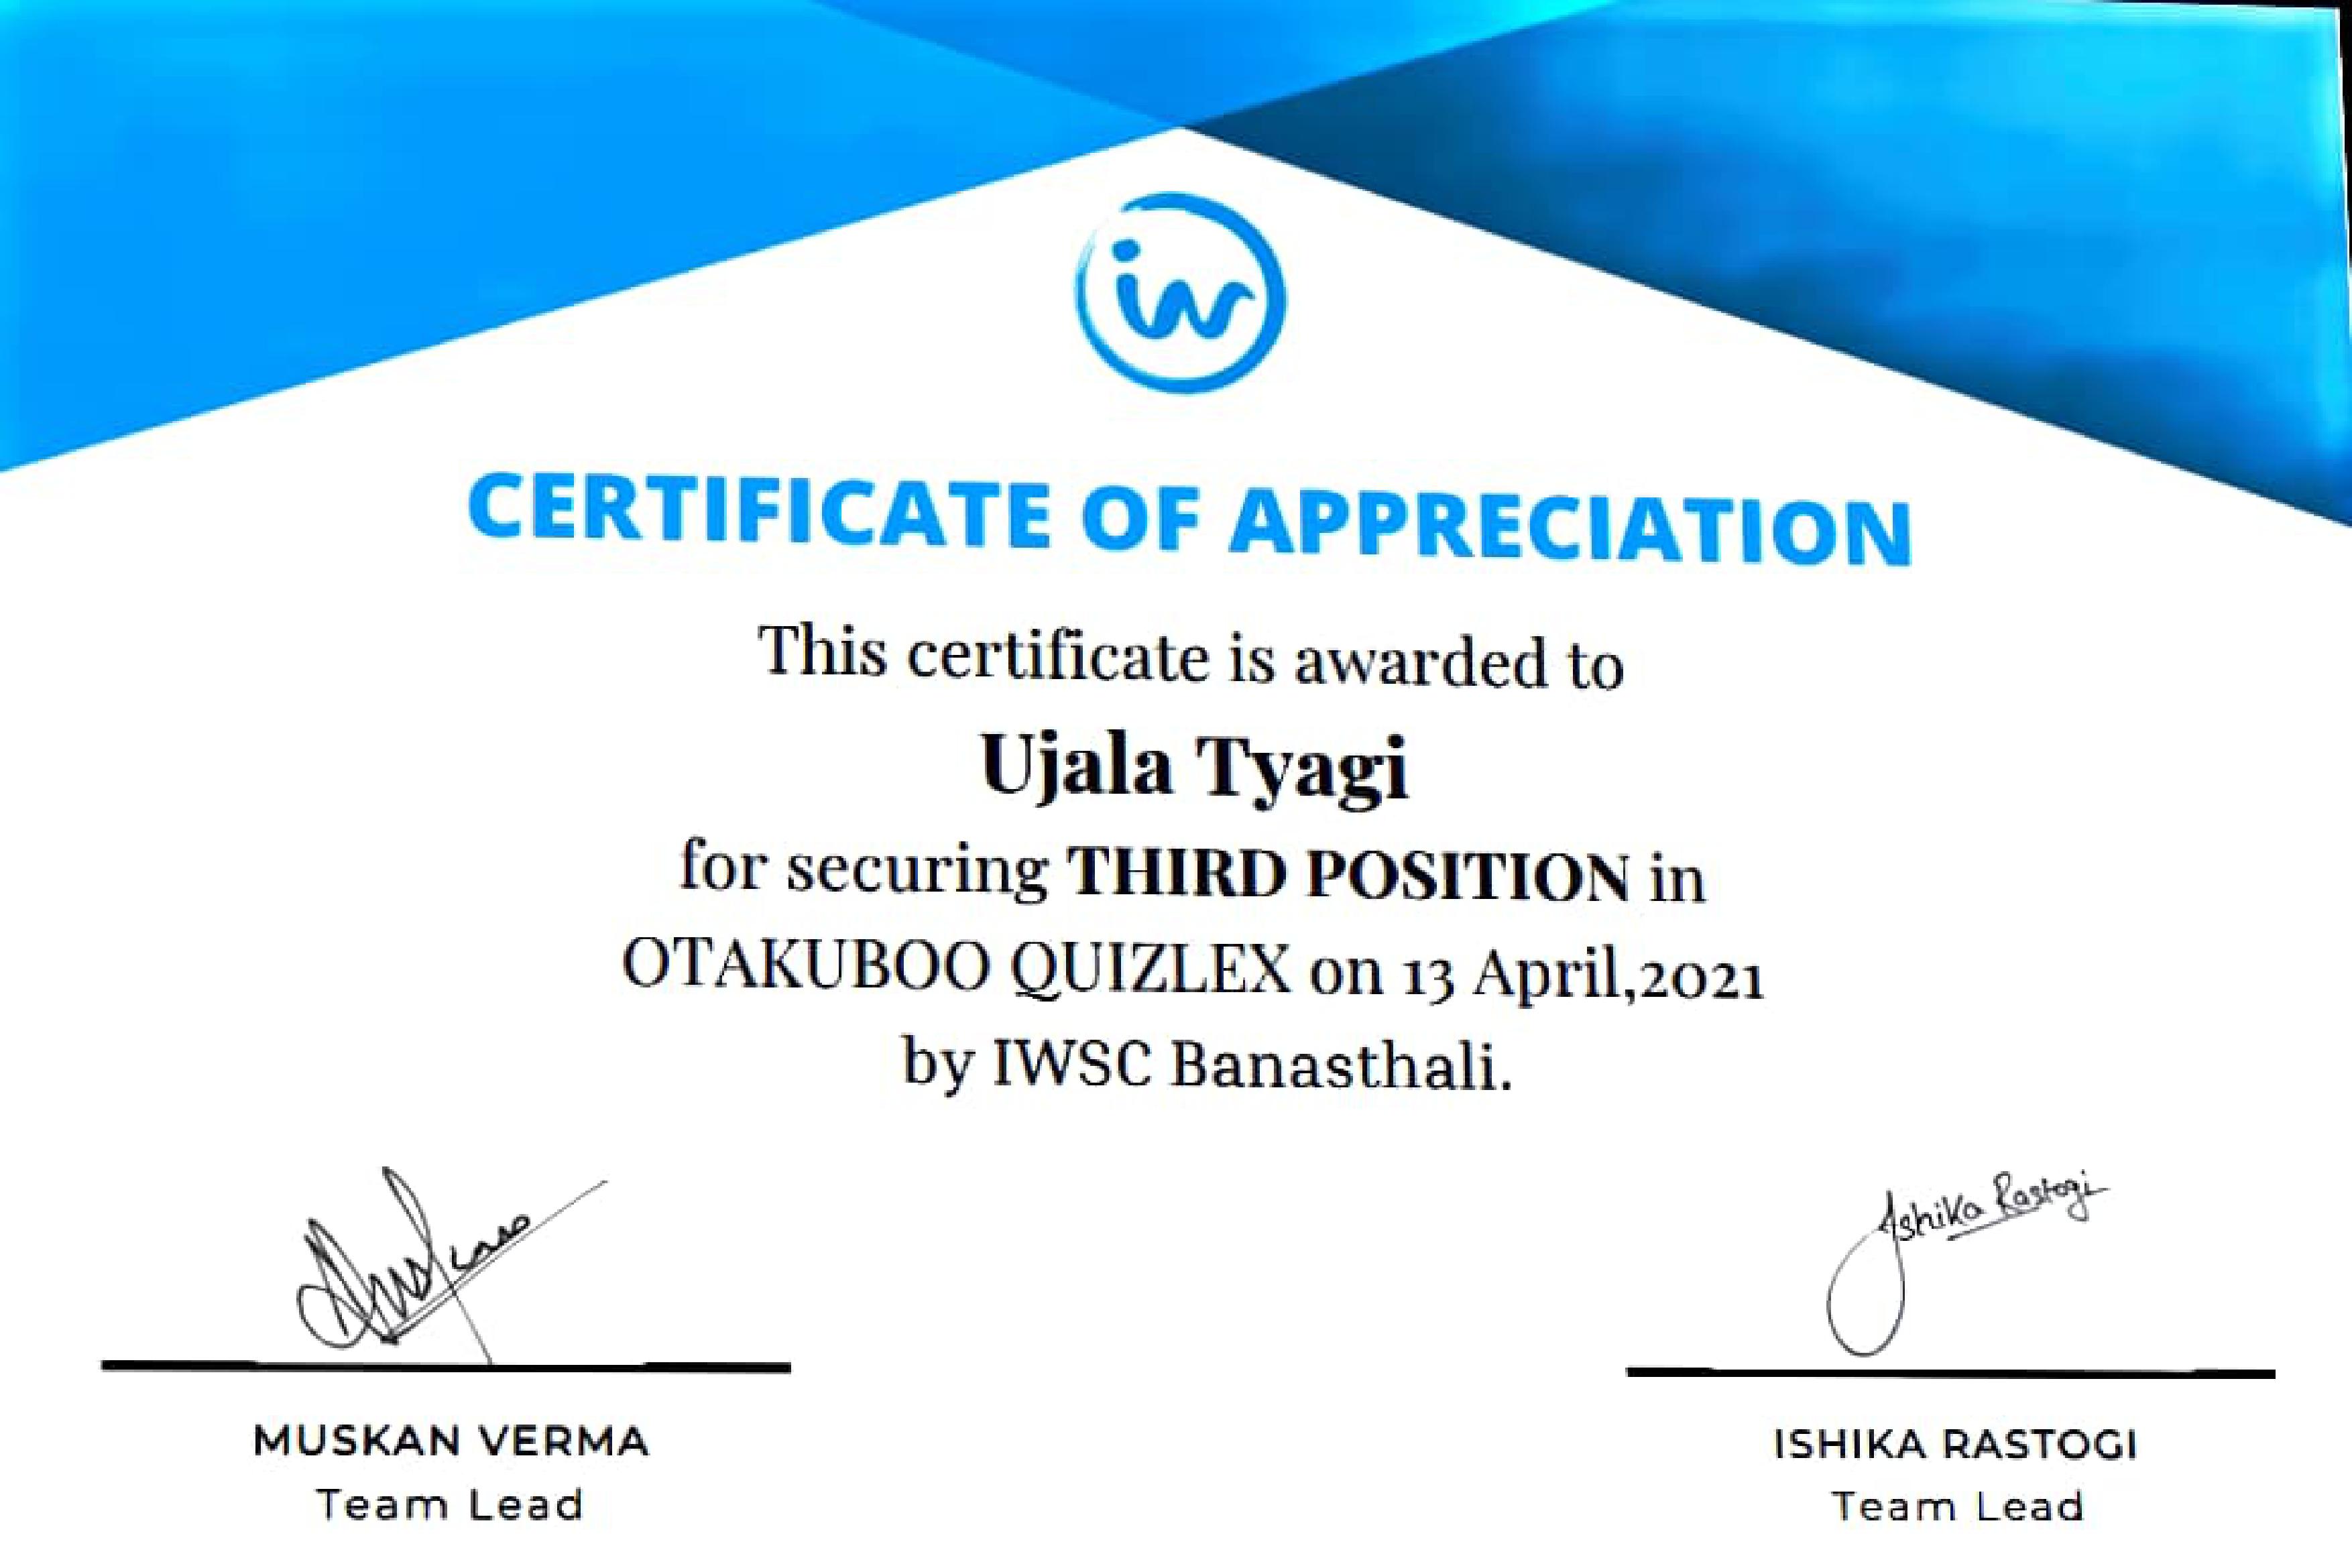 iw
CERTIFICATE OF APPRECIATION
This certificate is awarded to
Ujala Tyagi
for securing THIRD POSITION in
OTAKUBOO QUIZLEX on 13 April,2021
by IWSC Banasthali.
Muskan
Ishika Rastogi
MUSKAN VERMA
ISHIKA RASTOGI
Team Lead
Team Lead